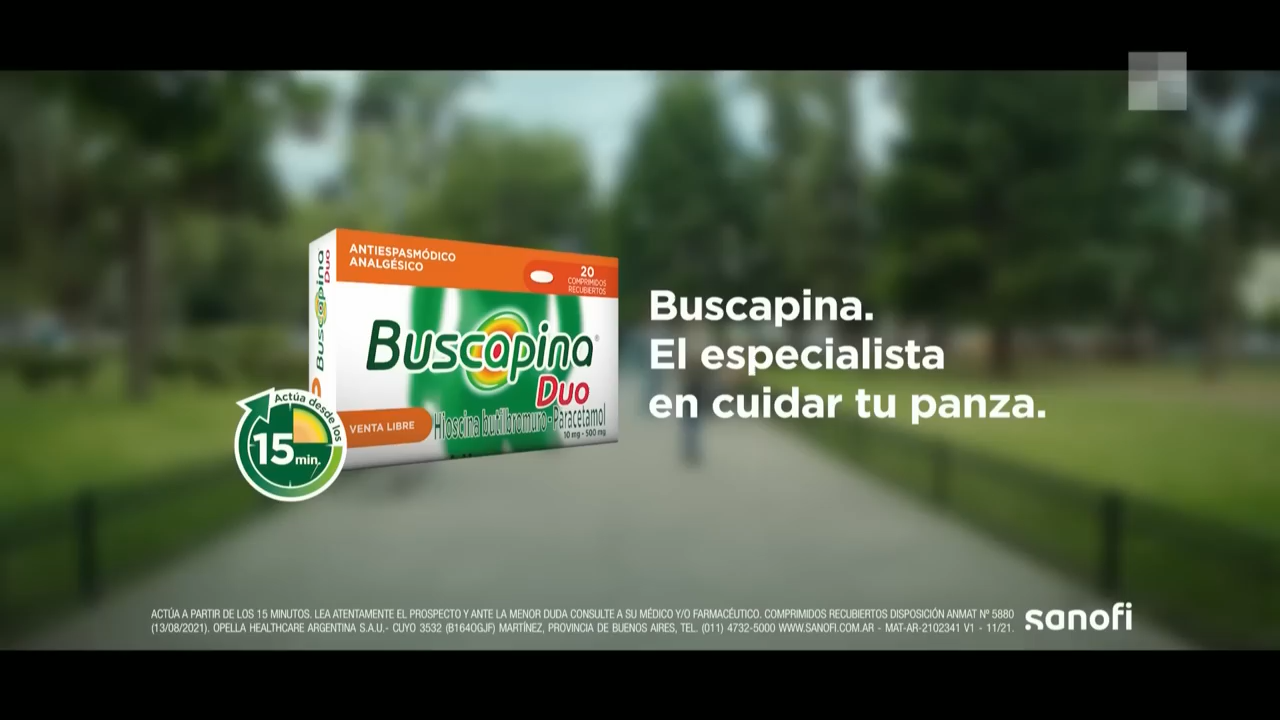 ANTIESPASMÓDICO
ANALGÉSICO
20
COMPRIMIDOS
RECUBIERTOS
Buscapina
Duo
Buscapina®
Duo
VENTA LIBRE
Hioscina butilbromuro - Paracetamol
10 mg - 500 mg
Actúa desde los
15 min.
Buscapina.
El especialista
en cuidar tu panza.
ACTÚA A PARTIR DE LOS 15 MINUTOS. LEA ATENTAMENTE EL PROSPECTO Y ANTE LA MENOR DUDA CONSULTE A SU MÉDICO Y/O FARMACÉUTICO. COMPRIMIDOS RECUBIERTOS DISPOSICIÓN ANMAT Nº 5880
(13/08/2021). OPELLA HEALTHCARE ARGENTINA S.A.U.- CUYO 3532 (B1640GJF) MARTÍNEZ, PROVINCIA DE BUENOS AIRES, TEL. (011) 4732-5000 WWW.SANOFI.COM.AR - MAT-AR-2102341 V1 - 11/21.
sanofi